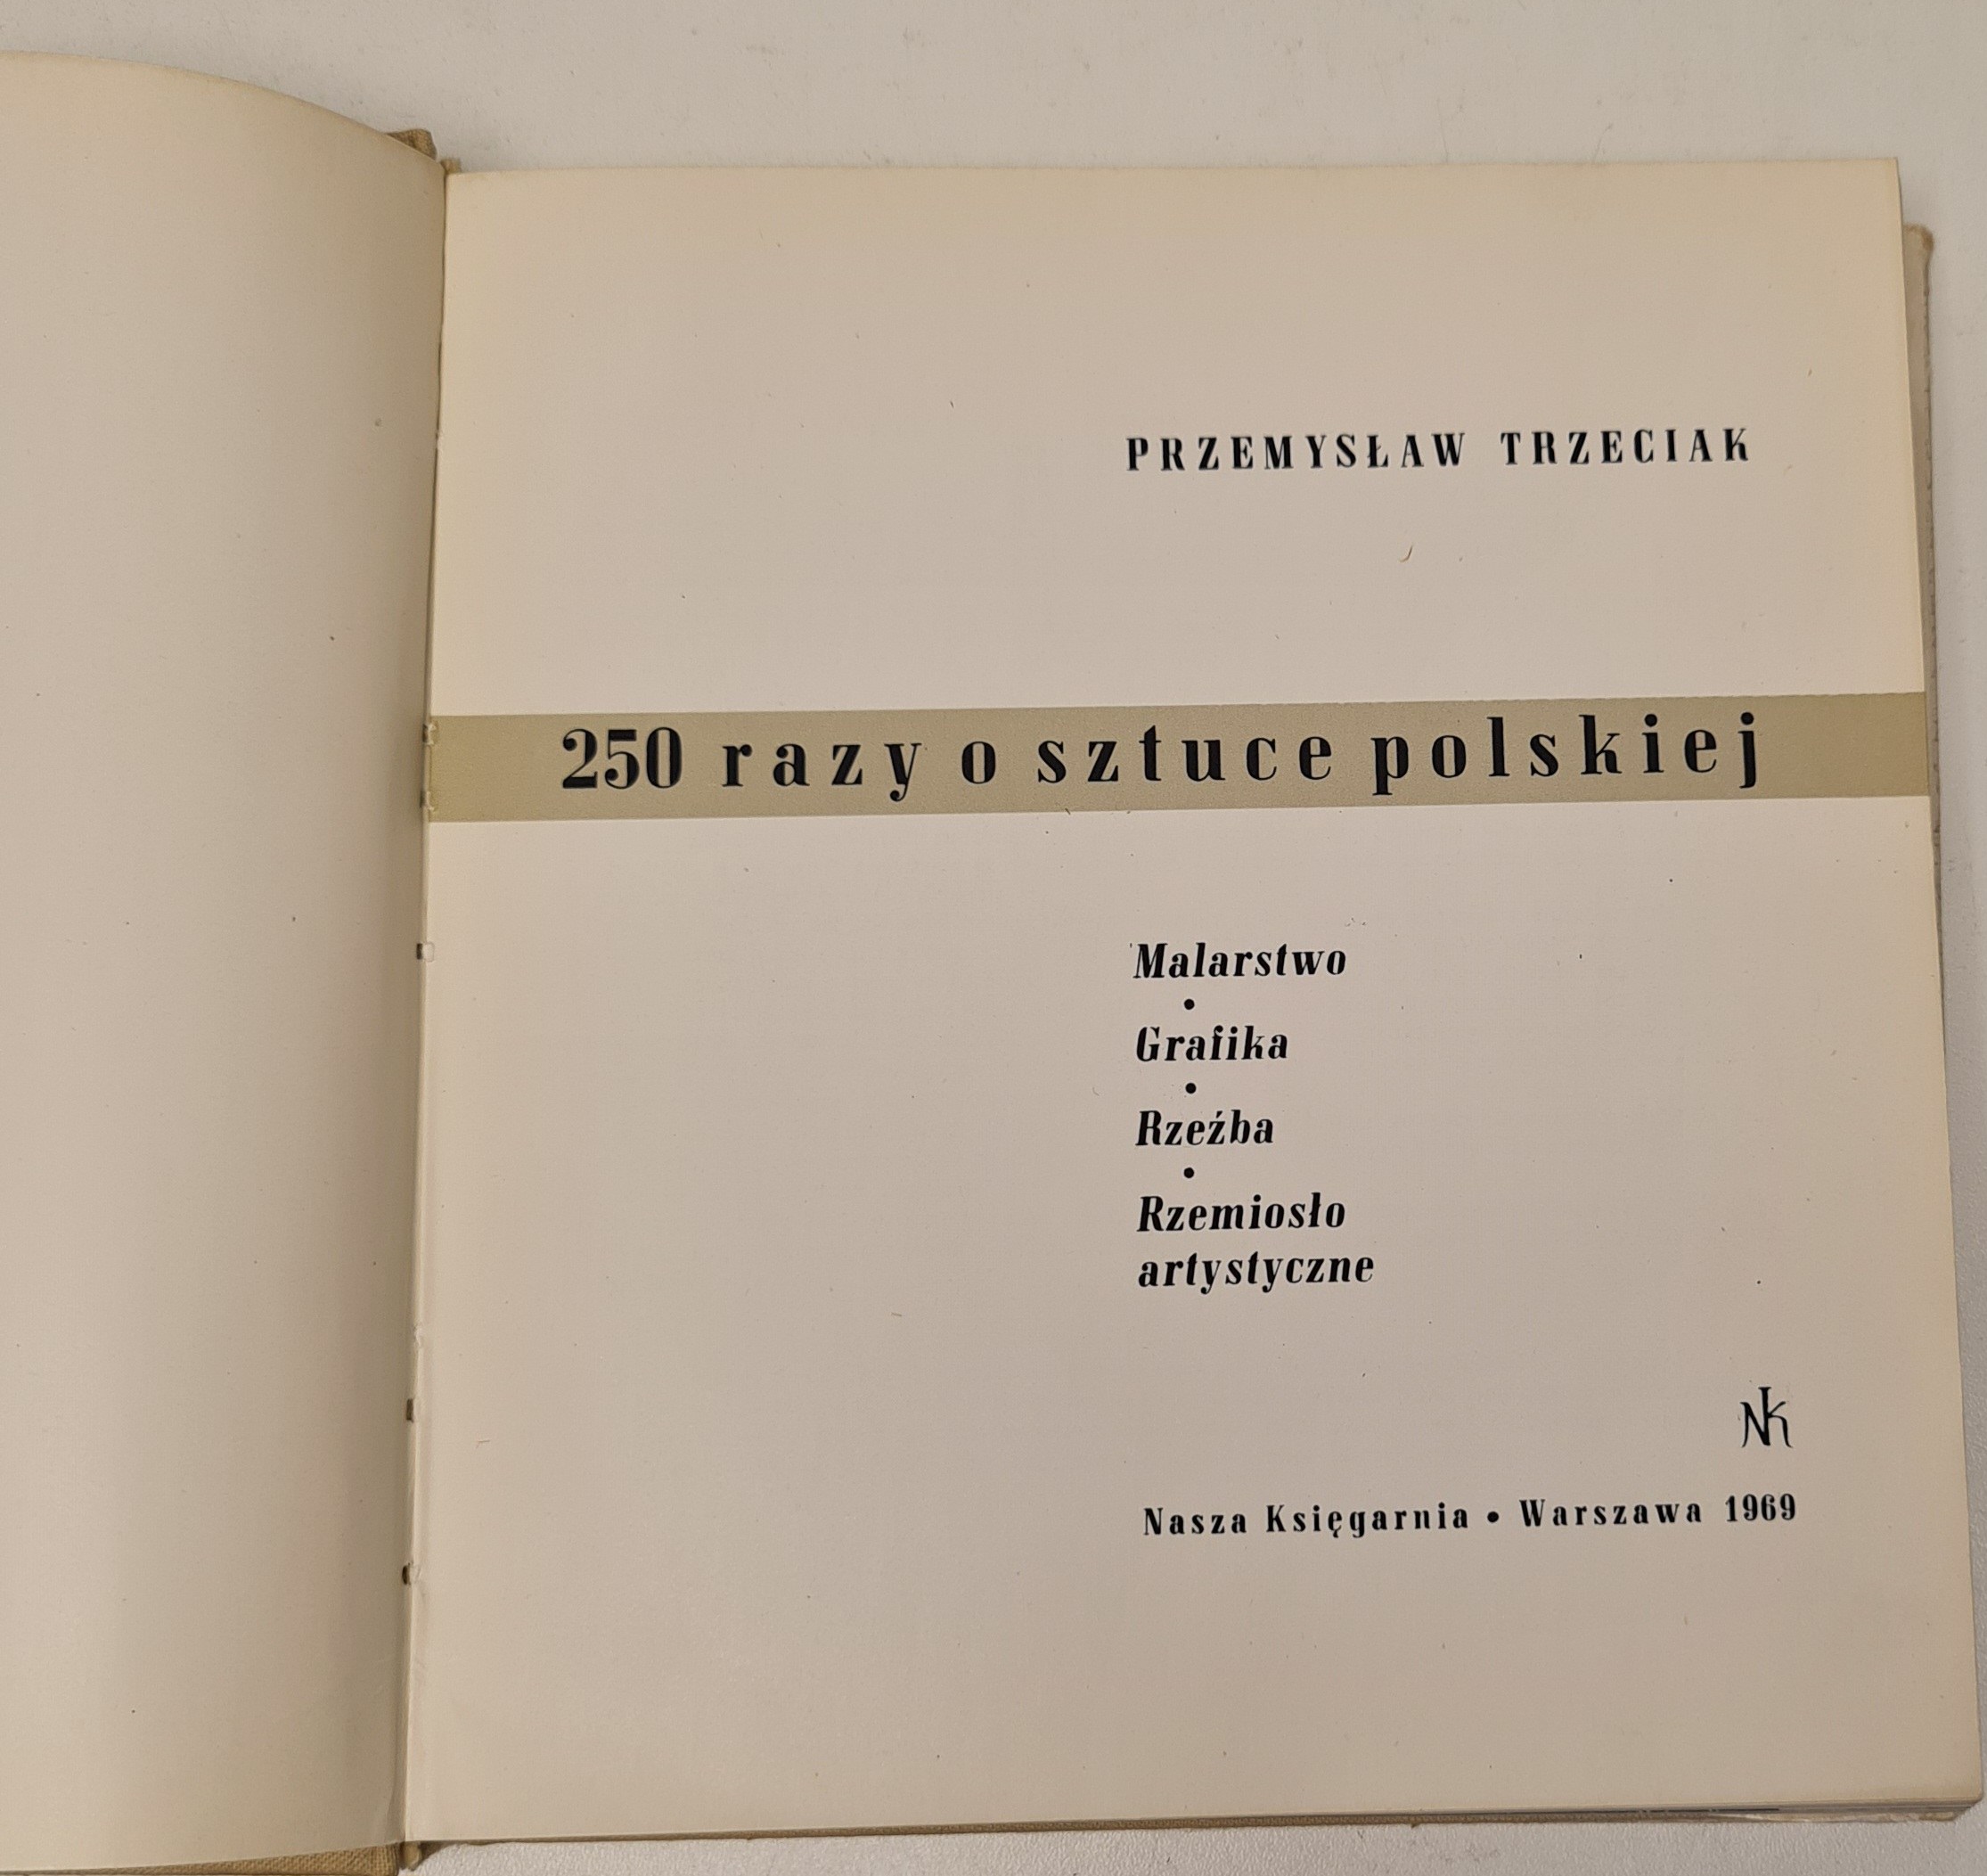 PRZEMYSŁAW TRZECIAK
250 razy o sztuce polskiej
Malarstwo
•
Grafika
•
Rzeźba
•
Rzemiosło
artystyczne
NK
Nasza Księgarnia • Warszawa 1969